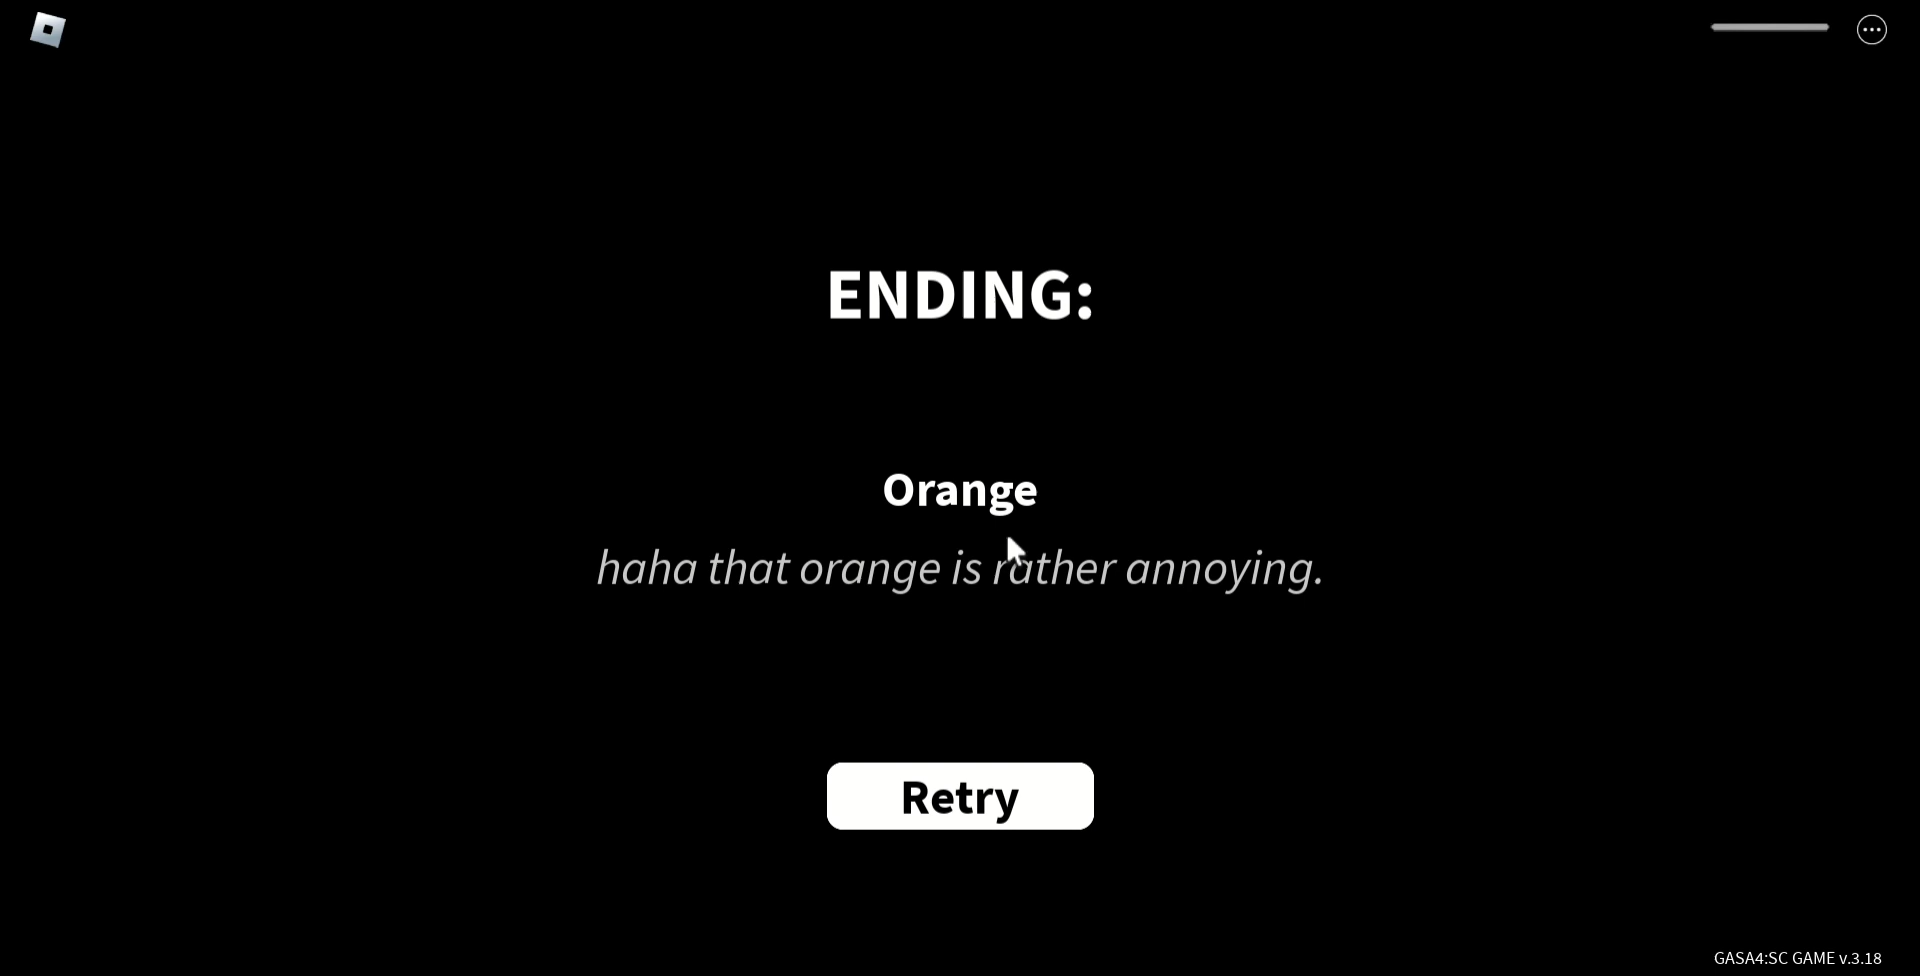 ENDING:
Orange
haha that orange is rather annoying.
Retry
GASA4:SC GAME v.3.18